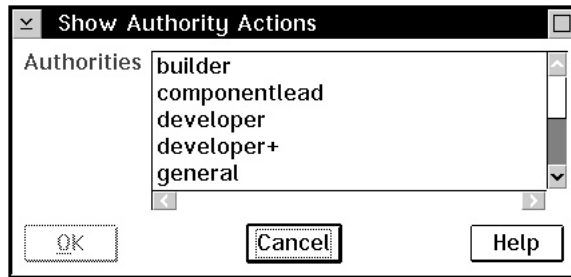 Show Authority Actions
Authorities
builder
componentlead
developer
developer+
general
OK
Cancel
Help